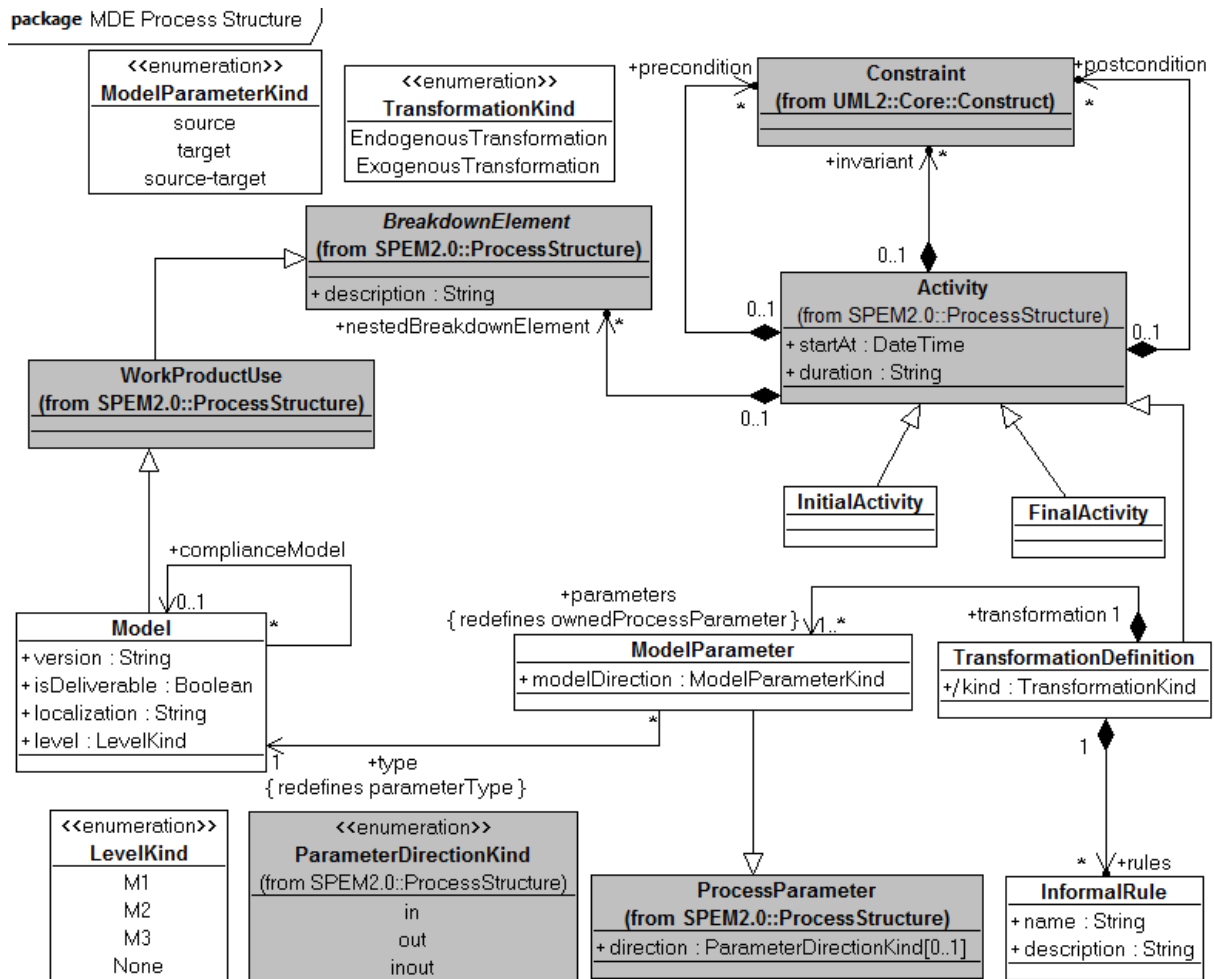 package MDE Process Structure
<<enumeration>>
ModelParameterKind
source
target
source-target
<<enumeration>>
TransformationKind
EndogenousTransformation
ExogenousTransformation
+precondition
*
Constraint
(from UML2::Core::Construct)
+postcondition
*
+invariant
*
BreakdownElement
(from SPEM2.0::ProcessStructure)
+ description : String
+nestedBreakdownElement
*
0..1
0..1
0..1
0..1
Activity
(from SPEM2.0::ProcessStructure)
+ startAt : DateTime
+ duration : String
WorkProductUse
(from SPEM2.0::ProcessStructure)
InitialActivity
FinalActivity
+complianceModel
0..1
*
Model
+ version : String
+ isDeliverable : Boolean
+ localization : String
+ level : LevelKind
+parameters
{ redefines ownedProcessParameter }
1..*
+transformation 1
ModelParameter
+ modelDirection : ModelParameterKind
TransformationDefinition
+/ kind : TransformationKind
*
1
+type
{ redefines parameterType }
1
<<enumeration>>
LevelKind
M1
M2
M3
None
<<enumeration>>
ParameterDirectionKind
(from SPEM2.0::ProcessStructure)
in
out
inout
ProcessParameter
(from SPEM2.0::ProcessStructure)
+ direction : ParameterDirectionKind[0..1]
*
+rules
InformalRule
+ name : String
+ description : String